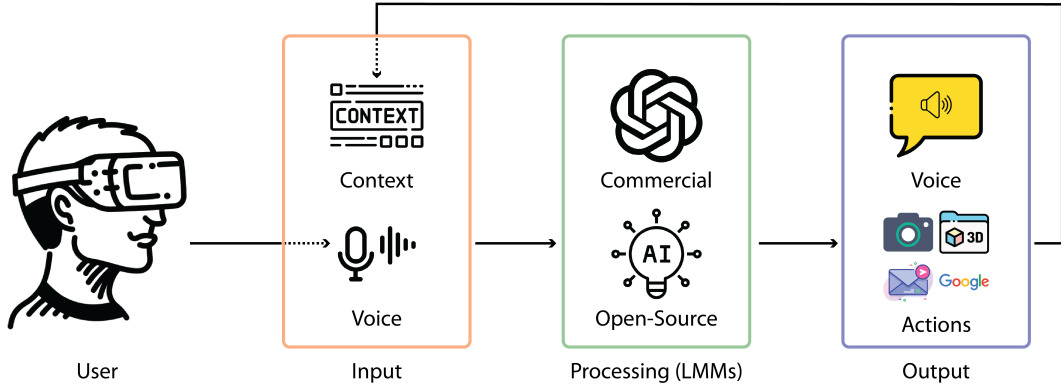 CONTEXT
Context
Voice
Input
User
Commercial
AI
Open-Source
Processing (LMMs)
Voice
3D
Google
Actions
Output